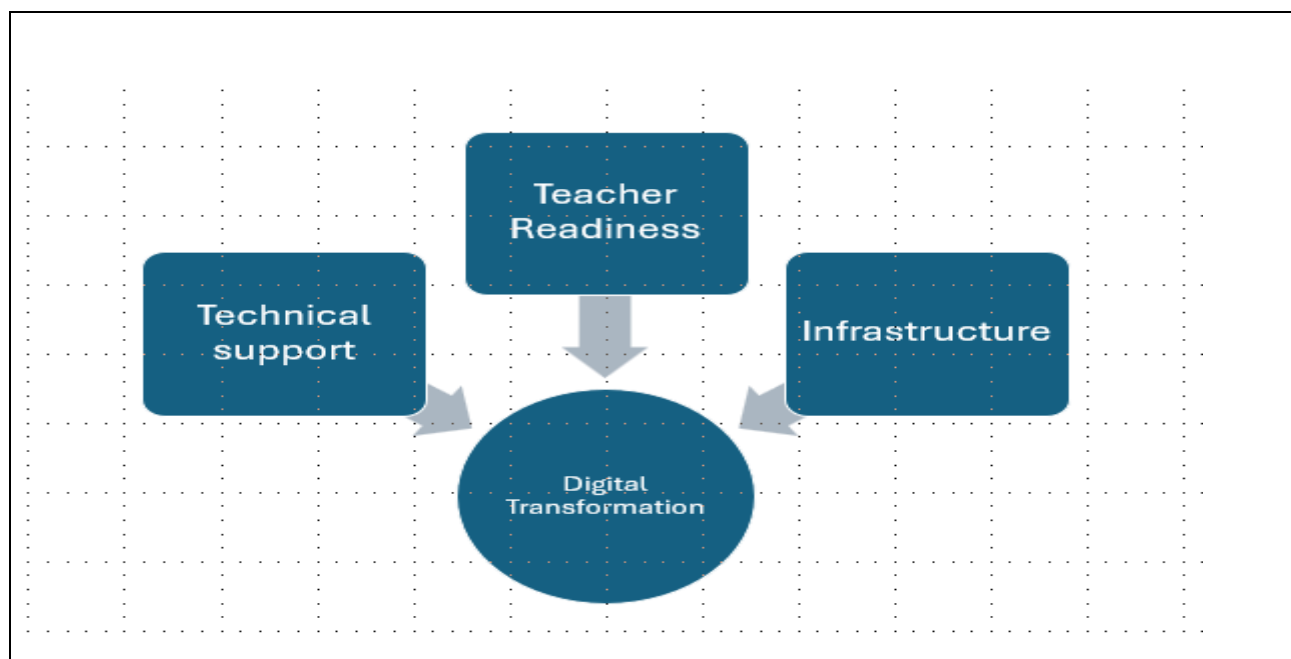 Teacher
Readiness
Technical
support
Infrastructure
Digital
Transformation